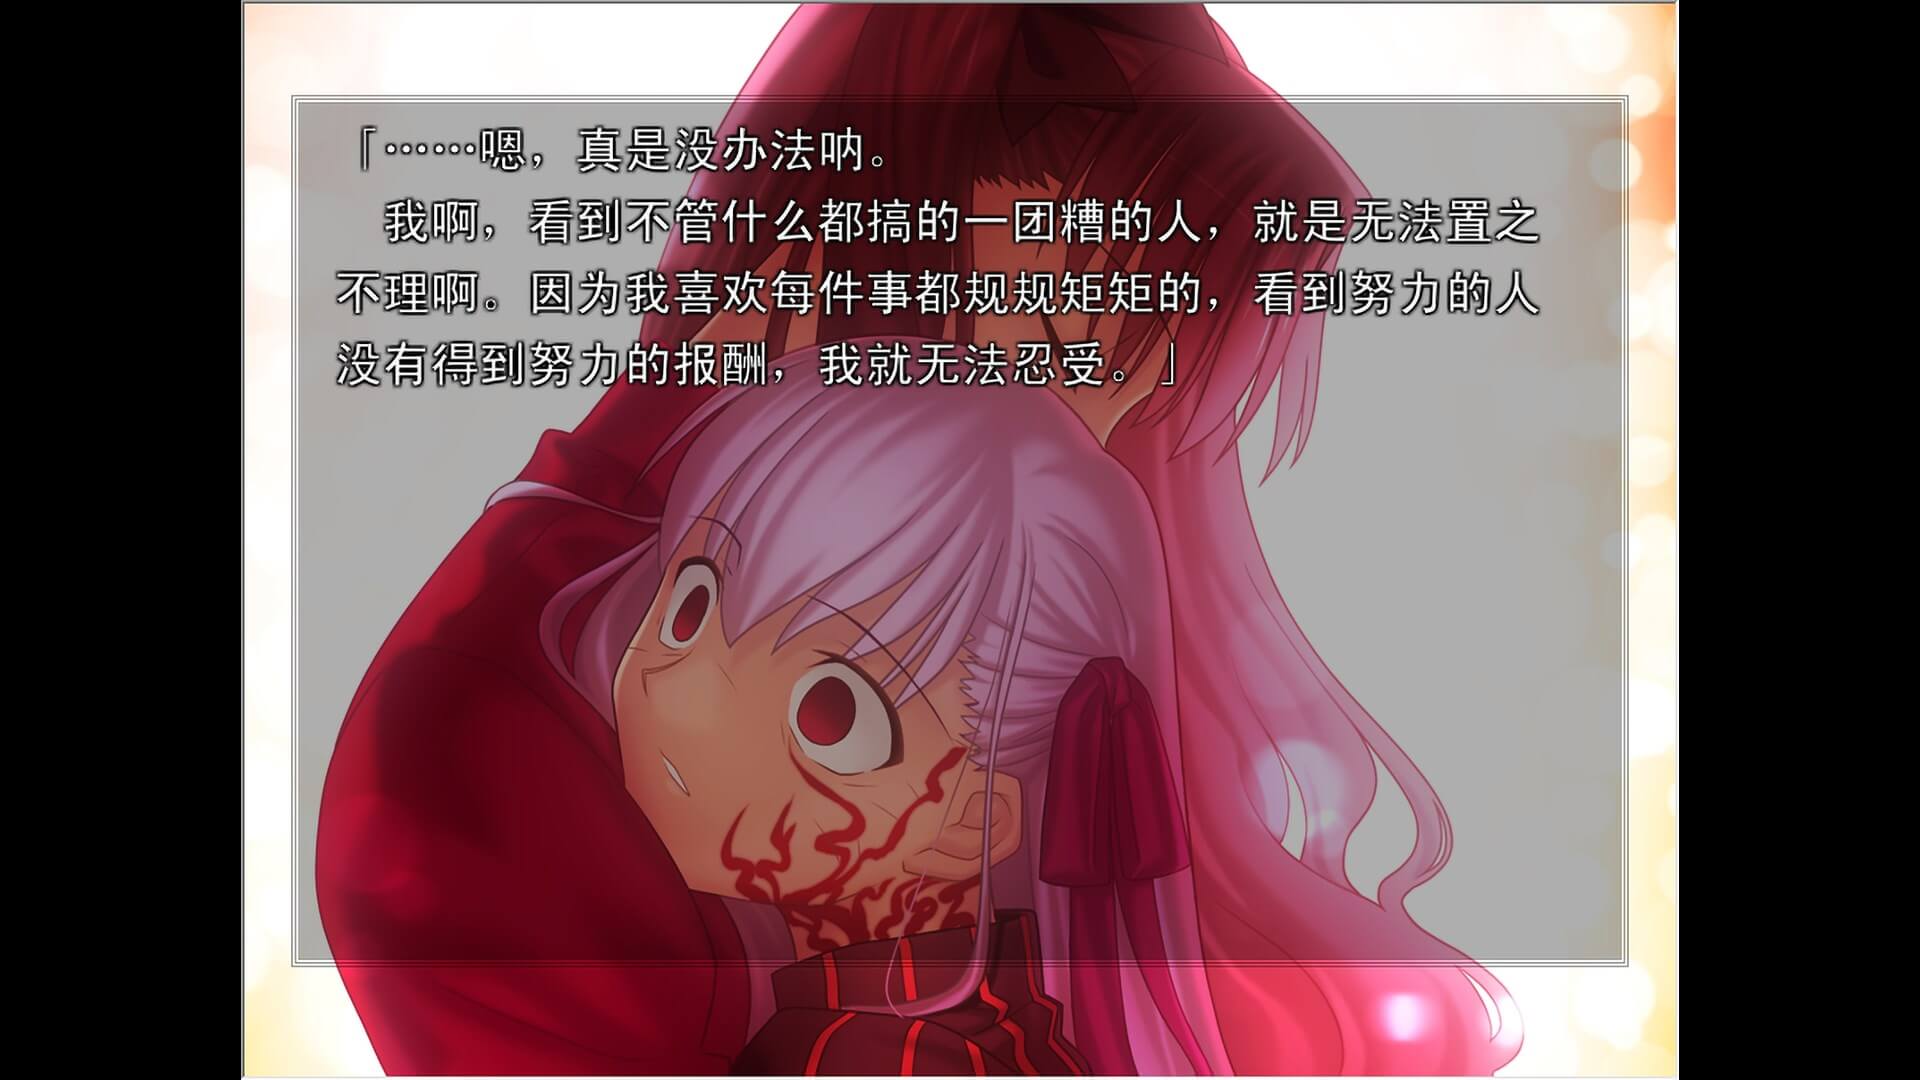 「……嗯，真是没办法呐。
我啊，看到不管什么都搞的一团糟的人，就是无法置之
不理啊。因为我喜欢每件事都规规矩矩的，看到努力的人
没有得到努力的报酬，我就无法忍受。」